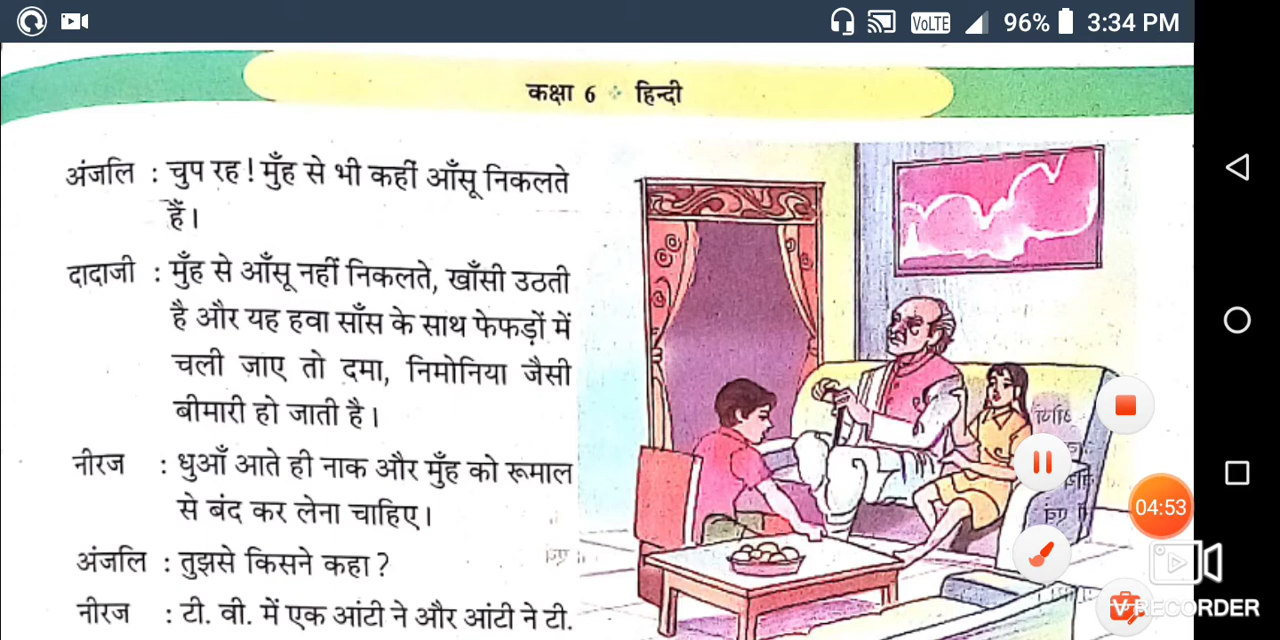 VoLTE 96% 3:34 PM
कक्षा 6 हिन्दी
अंजलि : चुप रह! मुँह से भी कहीं आँसू निकलते
हैं।
दादाजी : मुँह से आँसू नहीं निकलते, खाँसी उठती
है और यह हवा साँस के साथ फेफड़ों में
चली जाए तो दमा, निमोनिया जैसी
बीमारी हो जाती है।
नीरज : धुआँ आते ही नाक और मुँह को रूमाल
से बंद कर लेना चाहिए।
अंजलि : तुझसे किसने कहा?
नीरज : टी. वी. में एक आंटी ने और आंटी ने टी.
04:53
V RECORDER